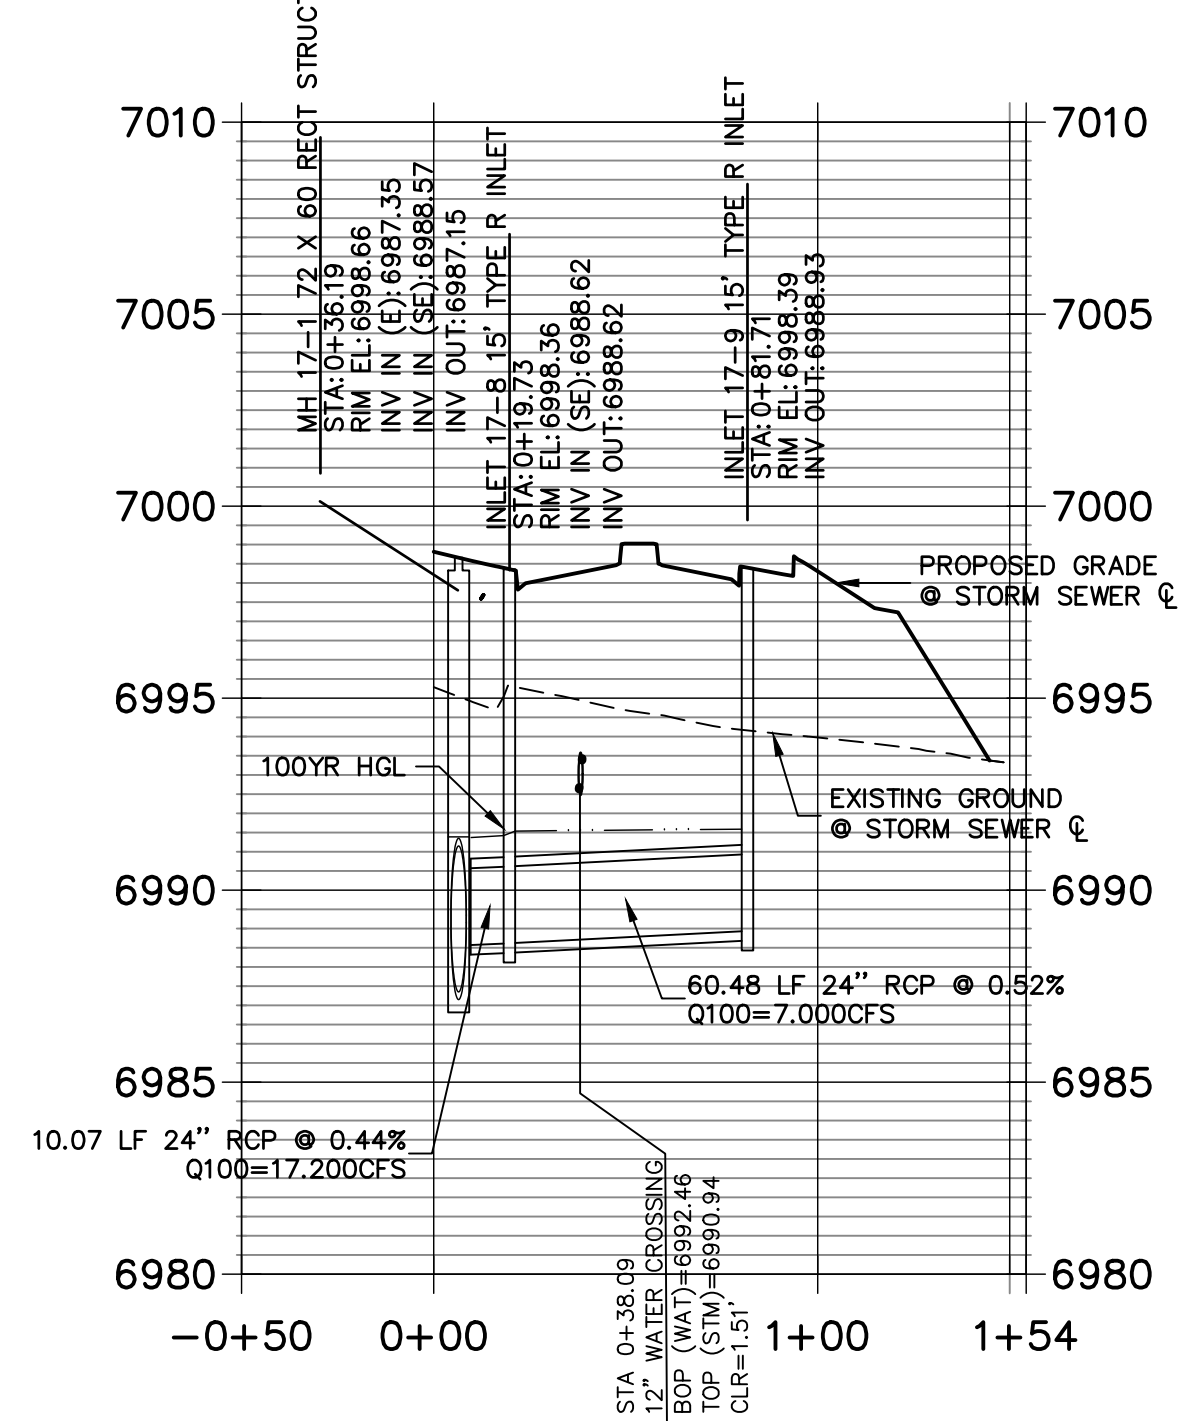 MH 17-1 72 X 60 RECT STRUCT
STA:0+36.19
RIM EL:6998.66
INV IN (E):6987.35
INV IN (SE):6988.57
INV OUT:6987.15
INLET 17-8 15' TYPE R INLET
STA:0+19.73
RIM EL:6998.36
INV IN (SE):6988.62
INV OUT:6988.62
INLET 17-9 15' TYPE R INLET
STA:0+81.71
RIM EL:6998.39
INV OUT:6988.93
7010
7010
7005
7005
7000
7000
PROPOSED GRADE
@ STORM SEWER ℄
6995
6995
100YR HGL
EXISTING GROUND
@ STORM SEWER ℄
6990
6990
60.48 LF 24" RCP @ 0.52%
Q100=7.000CFS
6985
6985
10.07 LF 24" RCP @ 0.44%
Q100=17.200CFS
6980
6980
STA 0+38.09
12" WATER CROSSING
BOP (WAT)=6992.46
TOP (STM)=6990.94
CLR=1.51'
-0+50
0+00
1+00
1+54